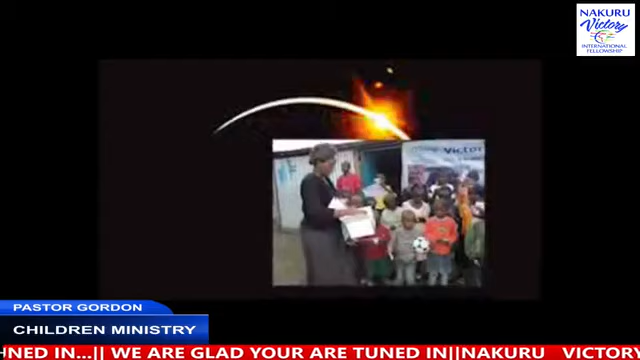 NAKURU
Victory
INTERNATIONAL
FELLOWSHIP
Victor
PASTOR GORDON
CHILDREN MINISTRY
HNED IN...|| WE ARE GLAD YOUR ARE TUNED IN||NAKURU VICTORY